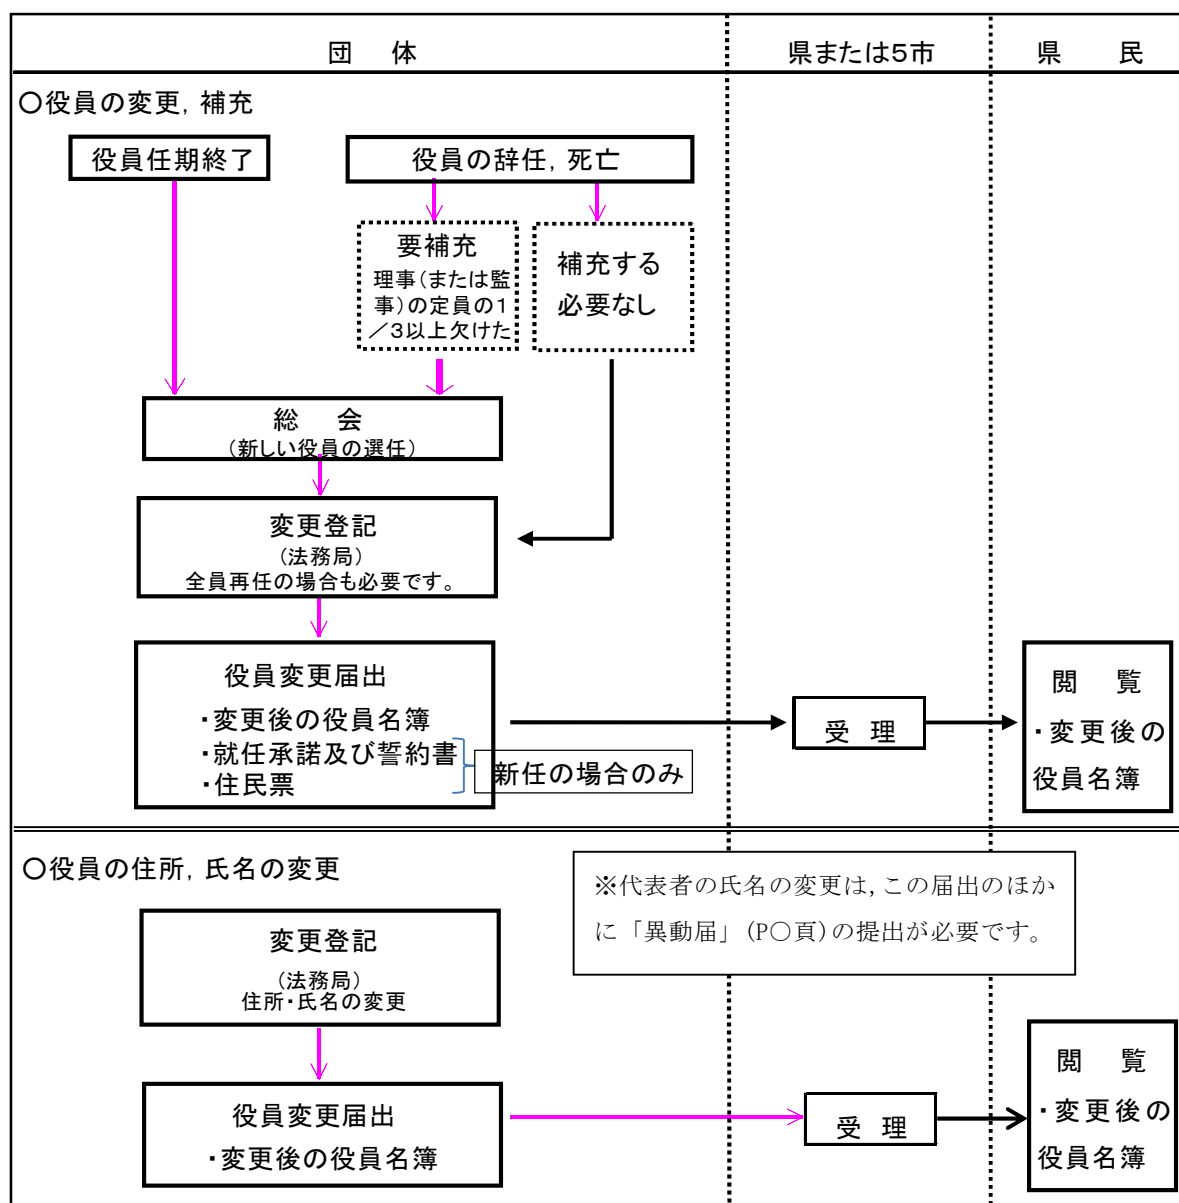 団　体
県または5市
県　民
〇役員の変更，補充
役員任期終了
役員の辞任，死亡
要補充
理事（または監
事）の定員の１
／３以上欠けた
補充する
必要なし
総　会
（新しい役員の選任）
変更登記
（法務局）
全員再任の場合も必要です。
役員変更届出
・変更後の役員名簿
・就任承諾及び誓約書
・住民票
新任の場合のみ
受　理
閲　覧
・変更後の
役員名簿
〇役員の住所，氏名の変更
※代表者の氏名の変更は，この届出のほか
に「異動届」（P〇頁）の提出が必要です。
変更登記
（法務局）
住所・氏名の変更
役員変更届出
・変更後の役員名簿
受　理
閲　覧
・変更後の
役員名簿